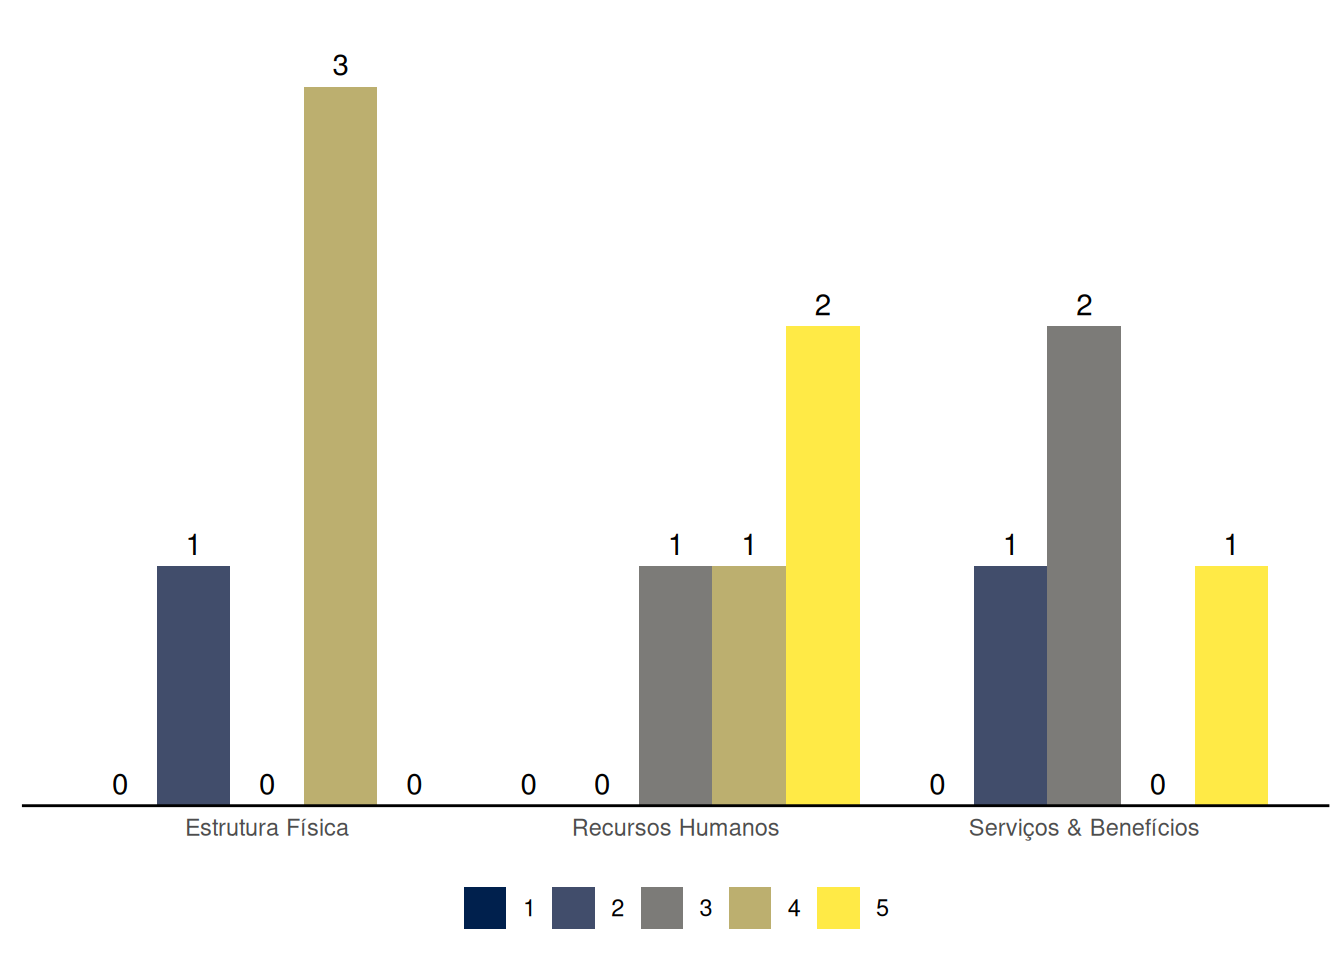 3
2 2
1 1 1 1 1
0 0 0 0 0 0 0
Estrutura Física Recursos Humanos Serviços & Benefícios
1 2 3 4 5